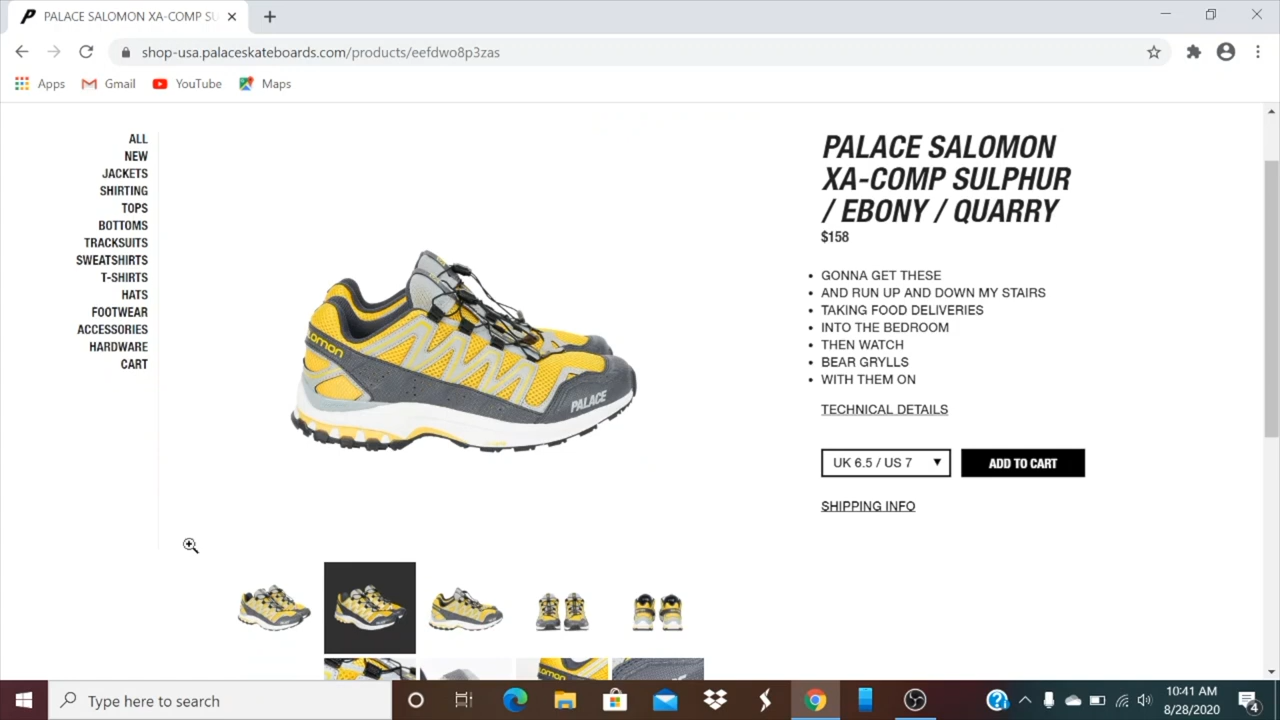 PALACE SALOMON XA-COMP SU
shop-usa.palaceskateboards.com/products/eefdwo8p3zas
Apps
Gmail
YouTube
Maps
ALL
NEW
JACKETS
SHIRTING
TOPS
BOTTOMS
TRACKSUITS
SWEATSHIRTS
T-SHIRTS
HATS
FOOTWEAR
ACCESSORIES
HARDWARE
CART
lomon
PALACE
PALACE SALOMON
XA-COMP SULPHUR
/ EBONY / QUARRY
$158
GONNA GET THESE
AND RUN UP AND DOWN MY STAIRS
TAKING FOOD DELIVERIES
INTO THE BEDROOM
THEN WATCH
BEAR GRYLLS
WITH THEM ON
TECHNICAL DETAILS
UK 6.5 / US 7
ADD TO CART
SHIPPING INFO
lomon
Type here to search
10:41 AM
8/28/2020
4